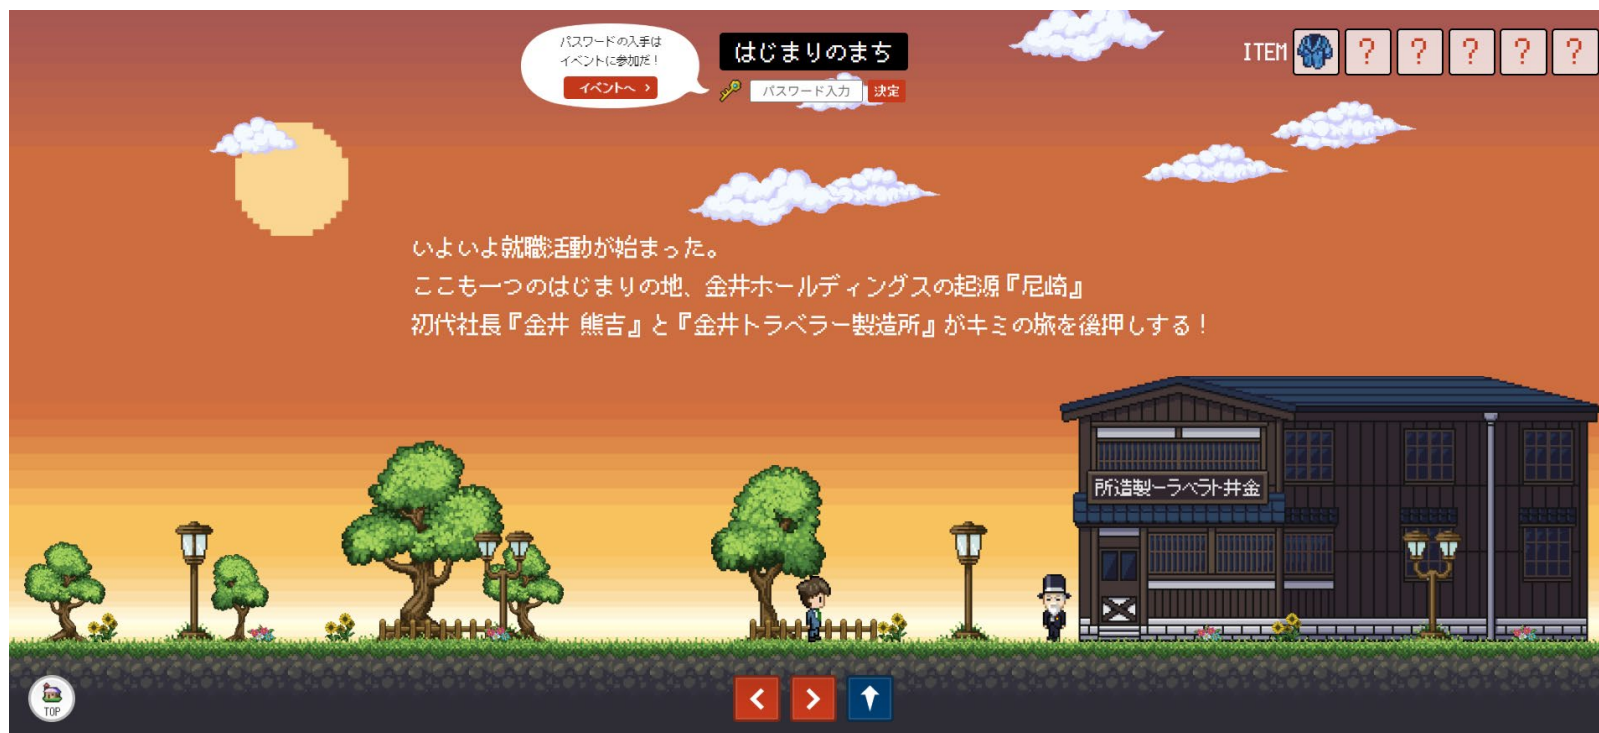 パスワードの入手は
イベントに参加だ！
イベントへ
はじまりのまち
パスワード入力
決定
ITEM
?
?
?
?
?
いよいよ就職活動が始まった。
ここも一つのはじまりの地、金井ホールディングスの起源『尼崎』
初代社長『金井 熊吉』と『金井トラベラー製造所』がキミの旅を後押しする！
所造製ーラベラト井金
TOP